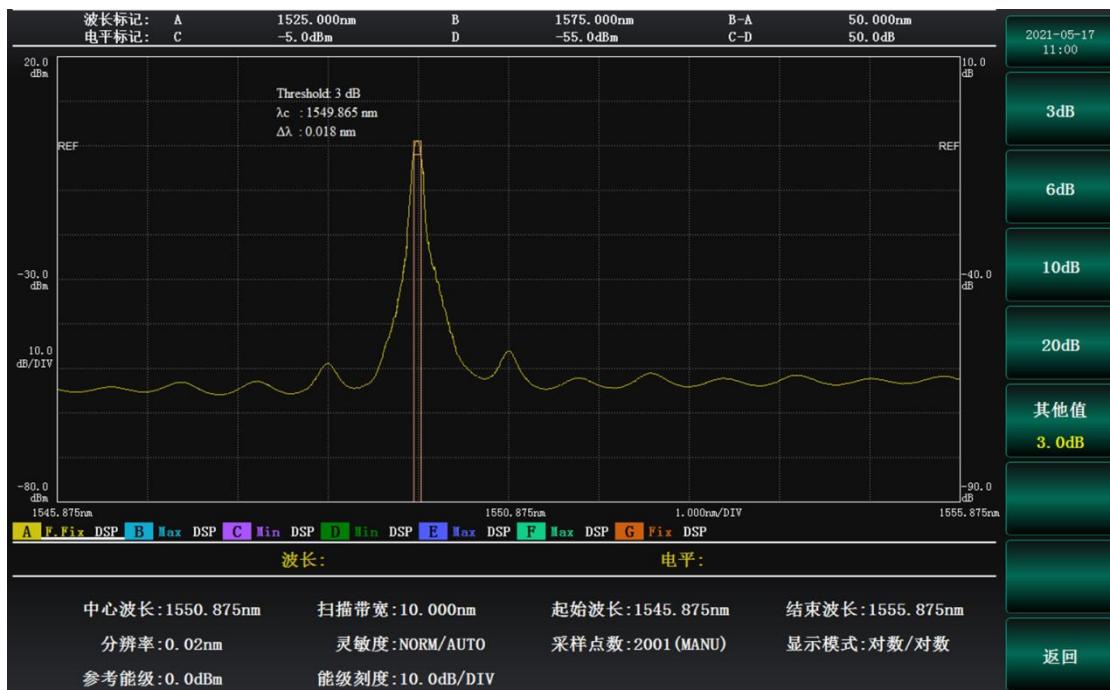 波长标记: A 1525.000nm B 1575.000nm B-A 50.000nm
电平标记: C -5.0dBm D -55.0dBm C-D 50.0dB
2021-05-17
11:00
20.0
dBm
10.0
dB
Threshold: 3 dB
λc : 1549.865 nm
Δλ : 0.018 nm
REF
REF
-30.0
dBm
-40.0
dB
10.0
dB/DIV
-80.0
dBm
-90.0
dB
1545.875nm 1550.875nm 1.000nm/DIV 1555.875nm
A F.Fix DSP B Max DSP C Min DSP D Min DSP E Max DSP F Max DSP G Fix DSP
波长: 电平:
中心波长:1550.875nm 扫描带宽:10.000nm 起始波长:1545.875nm 结束波长:1555.875nm
分辨率:0.02nm 灵敏度:NORM/AUTO 采样点数:2001(MANU) 显示模式:对数/对数
参考能级:0.0dBm 能级刻度:10.0dB/DIV
3dB
6dB
10dB
20dB
其他值
3.0dB
返回